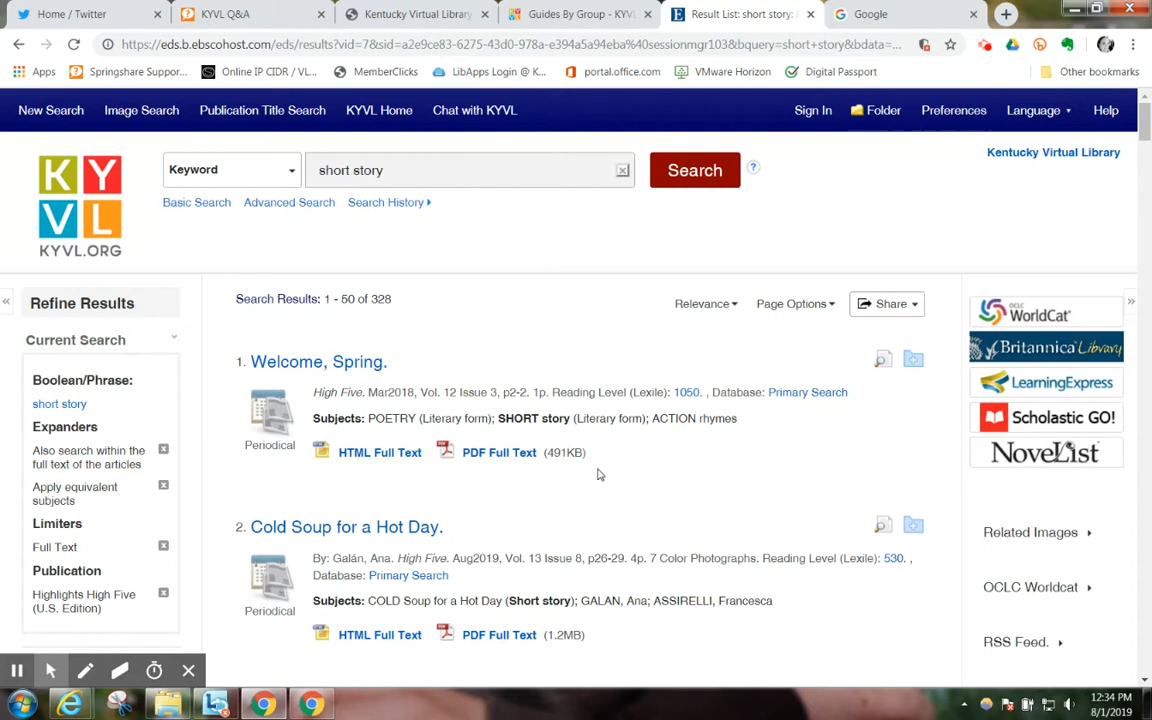 Home / Twitter
KYVL Q&A
Kentucky Virtual Library
Guides By Group - KYVL
Result List: short story:
Google
https://eds.b.ebscohost.com/eds/results?vid=7&sid=a2e9ce83-6275-43d0-978a-e394a5a94eba%40sessionmgr103&bquery=short+story&bdata=...
Apps
Springshare Suppor...
Online IP CIDR / VL...
MemberClicks
LibApps Login @ K...
portal.office.com
VMware Horizon
Digital Passport
Other bookmarks
New Search
Image Search
Publication Title Search
KYVL Home
Chat with KYVL
Sign In
Folder
Preferences
Language
Help
KY
VL
KYVL.ORG
Keyword
short story
Search
?
Kentucky Virtual Library
Basic Search
Advanced Search
Search History
Refine Results
Current Search
Boolean/Phrase:
short story
Expanders
Also search within the
full text of the articles
Apply equivalent
subjects
Limiters
Full Text
Publication
Highlights High Five
(U.S. Edition)
Search Results: 1 - 50 of 328
Relevance
Page Options
Share
1. Welcome, Spring.
High Five. Mar2018, Vol. 12 Issue 3, p2-2. 1p. Reading Level (Lexile): 1050. , Database: Primary Search
Subjects: POETRY (Literary form); SHORT story (Literary form); ACTION rhymes
Periodical
HTML Full Text
PDF Full Text (491KB)
2. Cold Soup for a Hot Day.
By: Galán, Ana. High Five. Aug2019, Vol. 13 Issue 8, p26-29. 4p. 7 Color Photographs. Reading Level (Lexile): 530. ,
Database: Primary Search
Subjects: COLD Soup for a Hot Day (Short story); GALAN, Ana; ASSIRELLI, Francesca
Periodical
HTML Full Text
PDF Full Text (1.2MB)
OCLC
WorldCat
Britannica Library
LearningExpress
Scholastic GO!
NoveList
Related Images
OCLC Worldcat
RSS Feed.
12:34 PM
8/1/2019